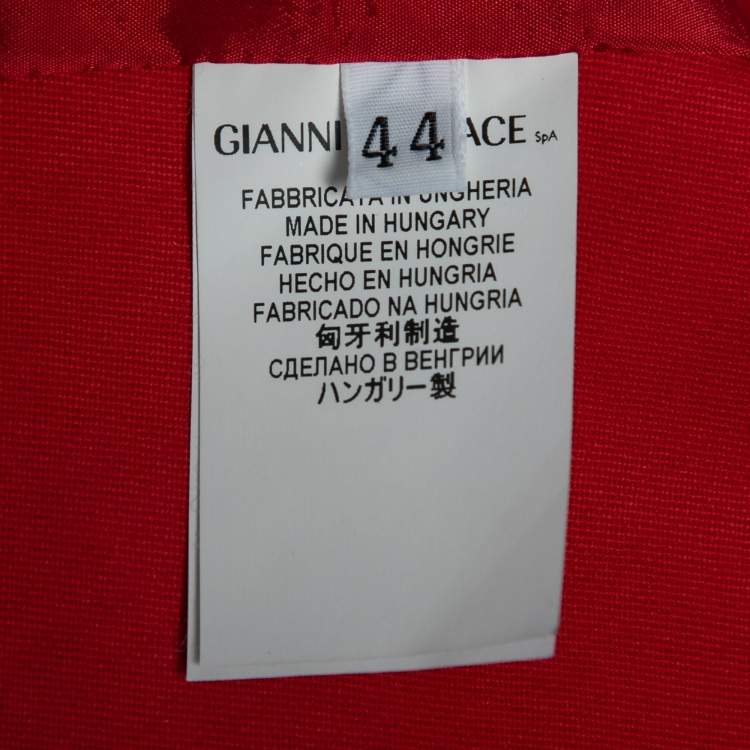 GIANNI 44 ACE SpA
FABBRICATA IN UNGHERIA
MADE IN HUNGARY
FABRIQUE EN HONGRIE
HECHO EN HUNGRIA
FABRICADO NA HUNGRIA
匈牙利制造
СДЕЛАНО В ВЕНГРИИ
ハンガリー製